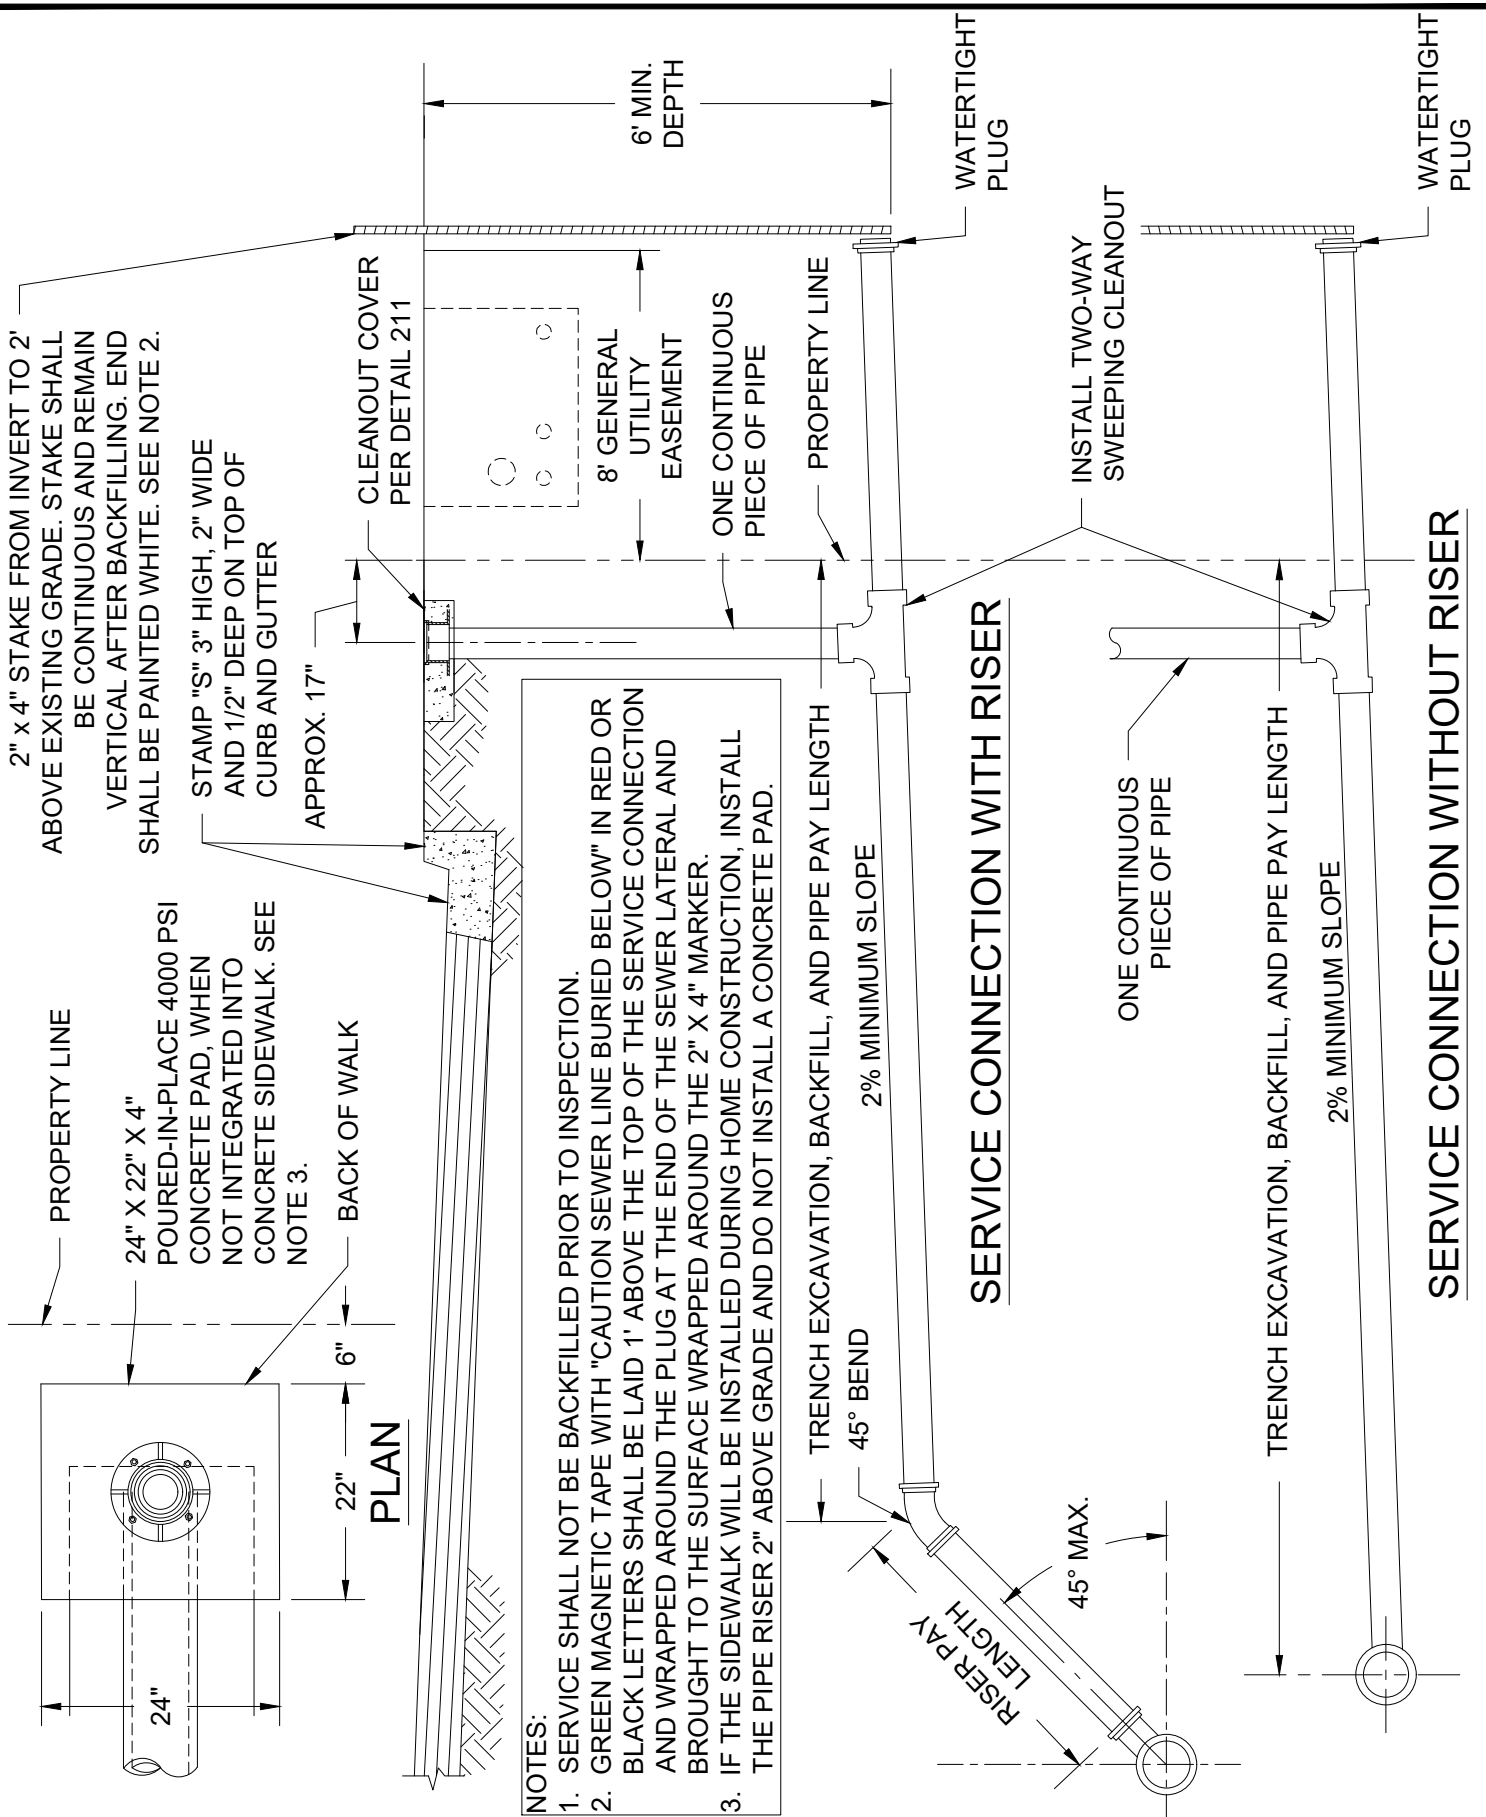 PROPERTY LINE
24" X 22" X 4"
POURED-IN-PLACE 4000 PSI
CONCRETE PAD, WHEN
NOT INTEGRATED INTO
CONCRETE SIDEWALK. SEE
NOTE 3.
BACK OF WALK
24"
22"
6"
PLAN
2" x 4" STAKE FROM INVERT TO 2'
ABOVE EXISTING GRADE. STAKE SHALL
BE CONTINUOUS AND REMAIN
VERTICAL AFTER BACKFILLING. END
SHALL BE PAINTED WHITE. SEE NOTE 2.
STAMP "S" 3" HIGH, 2" WIDE
AND 1/2" DEEP ON TOP OF
CURB AND GUTTER
APPROX. 17"
CLEANOUT COVER
PER DETAIL 211
6' MIN.
DEPTH
8' GENERAL
UTILITY
EASEMENT
ONE CONTINUOUS
PIECE OF PIPE
PROPERTY LINE
WATERTIGHT
PLUG
NOTES:
1. SERVICE SHALL NOT BE BACKFILLED PRIOR TO INSPECTION.
2. GREEN MAGNETIC TAPE WITH "CAUTION SEWER LINE BURIED BELOW" IN RED OR
BLACK LETTERS SHALL BE LAID 1' ABOVE THE TOP OF THE SERVICE CONNECTION
AND WRAPPED AROUND THE PLUG AT THE END OF THE SEWER LATERAL AND
BROUGHT TO THE SURFACE WRAPPED AROUND THE 2" X 4" MARKER.
3. IF THE SIDEWALK WILL BE INSTALLED DURING HOME CONSTRUCTION, INSTALL
THE PIPE RISER 2" ABOVE GRADE AND DO NOT INSTALL A CONCRETE PAD.
TRENCH EXCAVATION, BACKFILL, AND PIPE PAY LENGTH
45° BEND
2% MINIMUM SLOPE
RISER PAY
LENGTH
45° MAX.
SERVICE CONNECTION WITH RISER
INSTALL TWO-WAY
SWEEPING CLEANOUT
ONE CONTINUOUS
PIECE OF PIPE
TRENCH EXCAVATION, BACKFILL, AND PIPE PAY LENGTH
2% MINIMUM SLOPE
WATERTIGHT
PLUG
SERVICE CONNECTION WITHOUT RISER